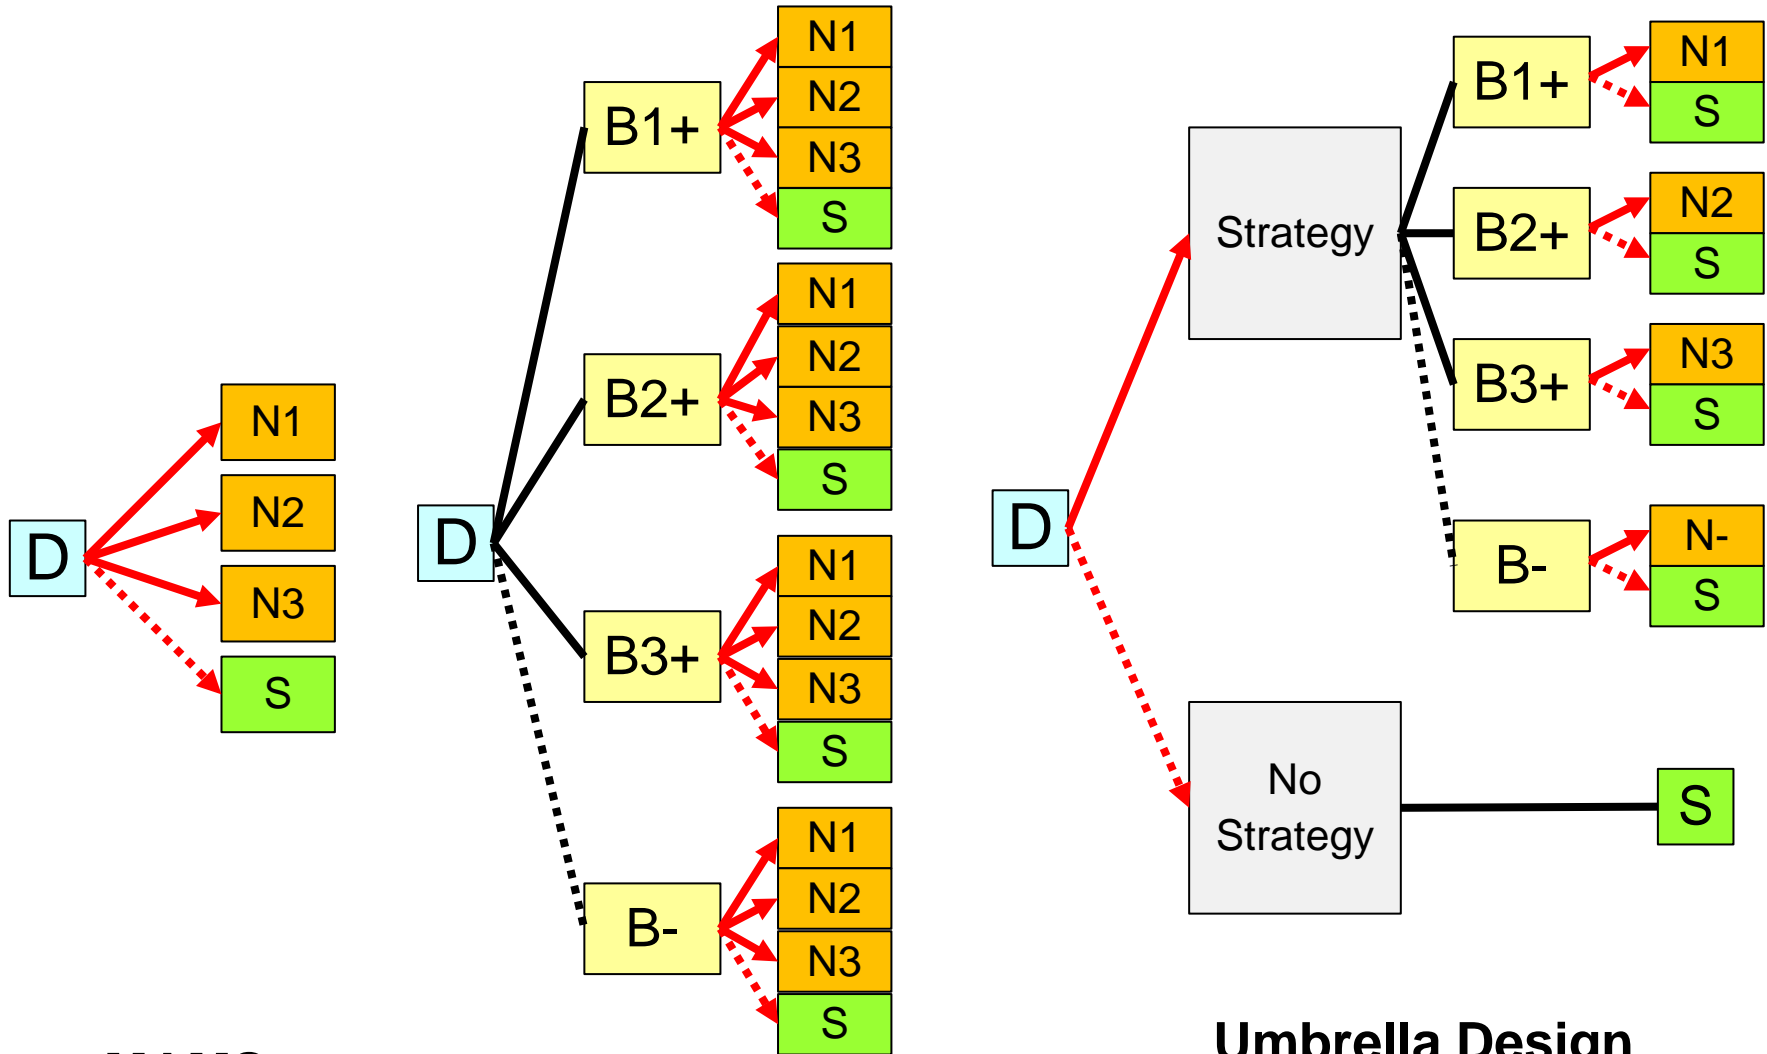 D
N1
N2
N3
S
D
B1+
N1
N2
N3
S
B2+
N1
N2
N3
S
B3+
N1
N2
N3
S
B-
N1
N2
N3
S
D
Strategy
B1+
N1
S
B2+
N2
S
B3+
N3
S
B-
N-
S
No
Strategy
S
Umbrella Design